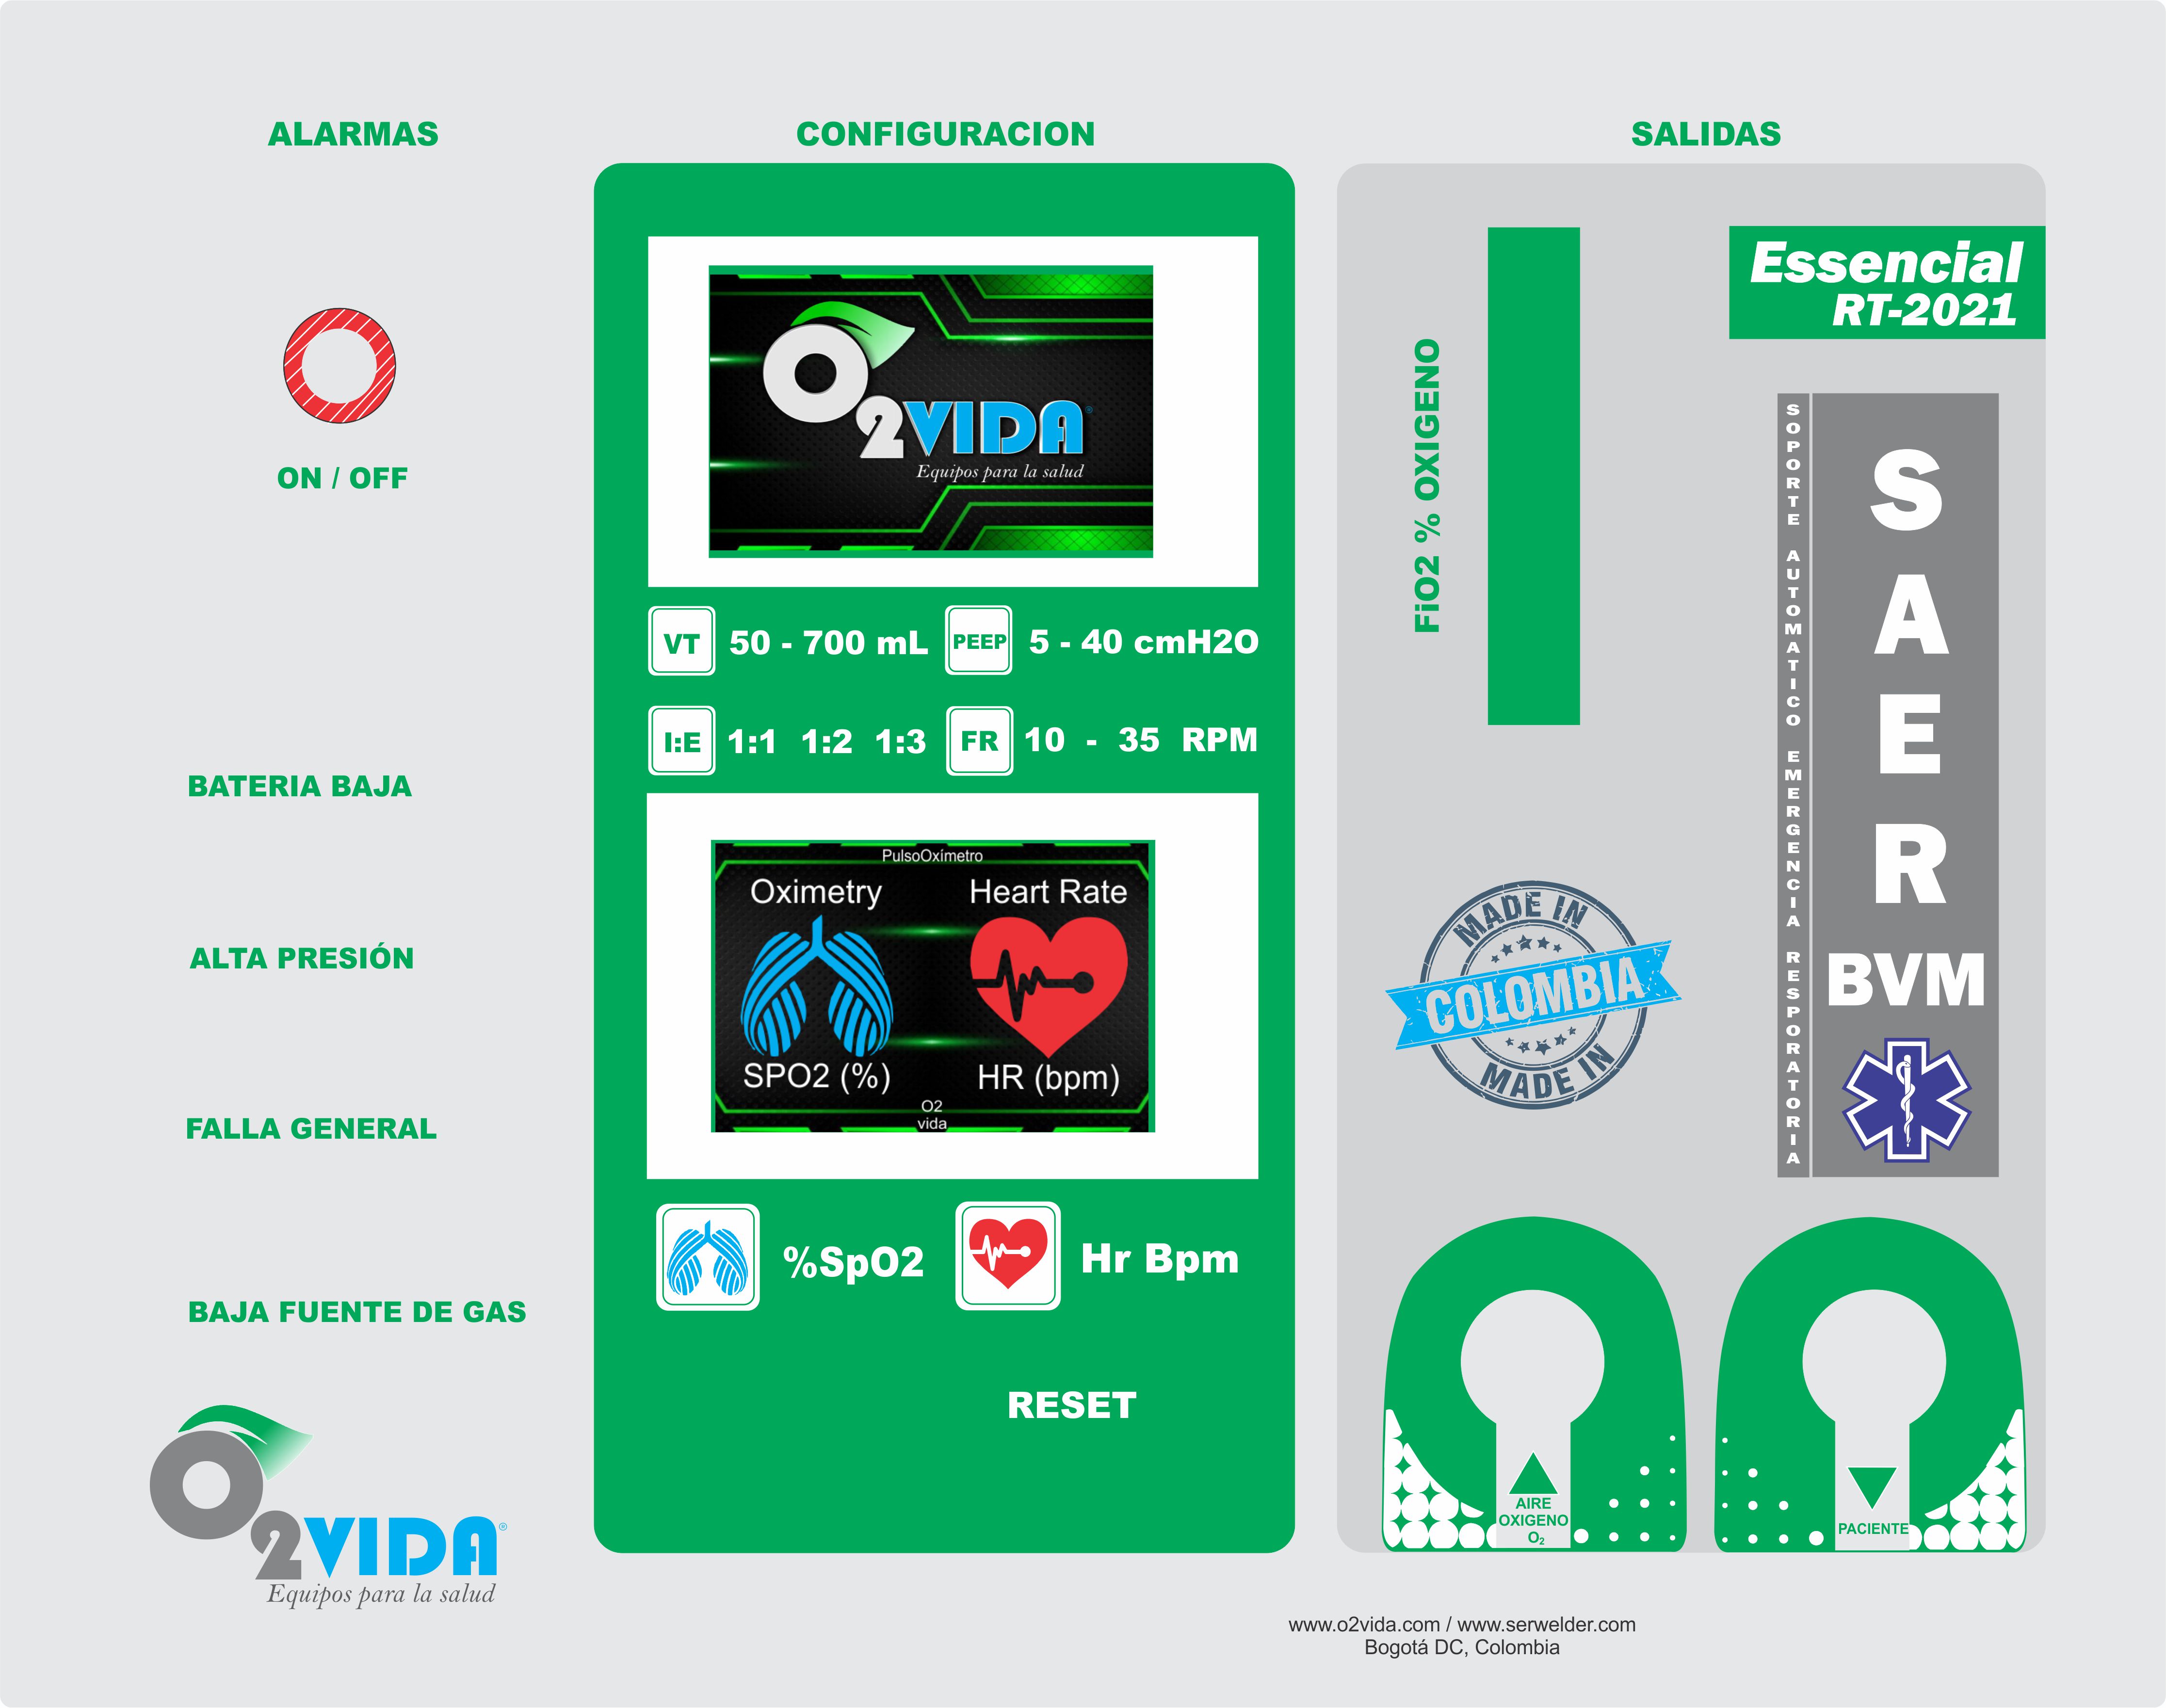 ALARMAS
ON / OFF
BATERIA BAJA
ALTA PRESIÓN
FALLA GENERAL
BAJA FUENTE DE GAS
O2VIDA®
Equipos para la salud
CONFIGURACION
O2VIDA®
Equipos para la salud
VT 50 - 700 mL PEEP 5 - 40 cmH2O
I:E 1:1 1:2 1:3 FR 10 - 35 RPM
PulsoOxímetro
Oximetry Heart Rate
SPO2 (%) HR (bpm)
O2
vida
%SpO2 Hr Bpm
RESET
SALIDAS
Essencial
RT-2021
FiO2 % OXIGENO
SOPORTE AUTOMATICO EMERGENCIA RESPORATORIA
SAER
BVM
MADE IN
COLOMBIA
MADE IN
AIRE
OXIGENO
O₂
PACIENTE
www.o2vida.com / www.serwelder.com
Bogotá DC, Colombia